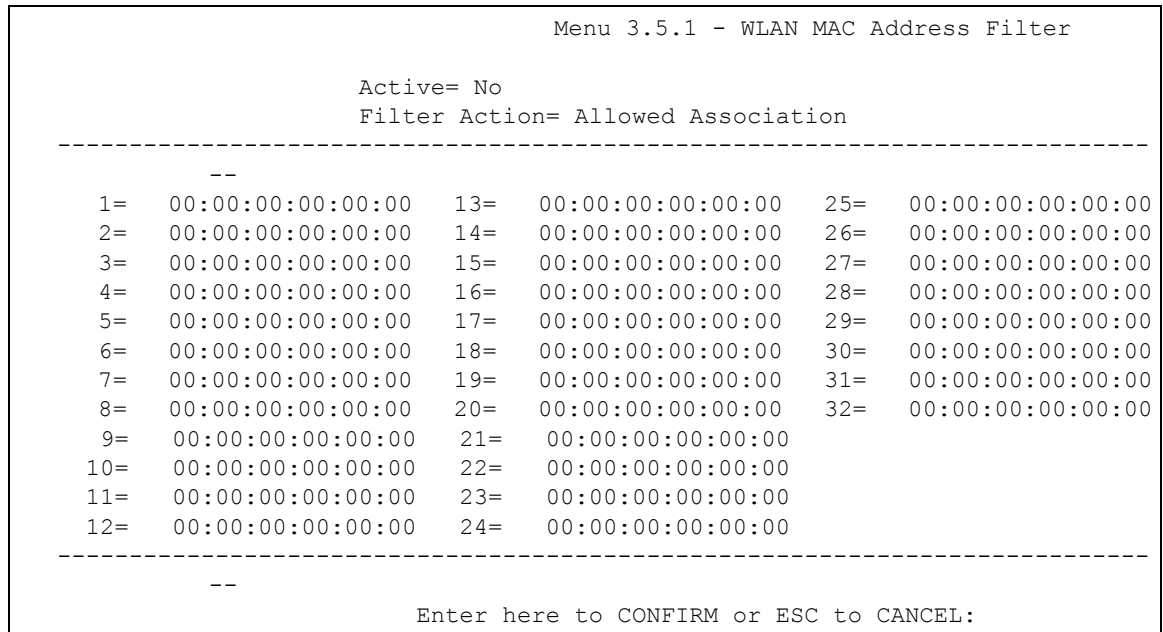 Menu 3.5.1 - WLAN MAC Address Filter
Active= No
Filter Action= Allowed Association
----------------------------------------------------------------------------
--
1= 00:00:00:00:00:00 13= 00:00:00:00:00:00 25= 00:00:00:00:00:00
2= 00:00:00:00:00:00 14= 00:00:00:00:00:00 26= 00:00:00:00:00:00
3= 00:00:00:00:00:00 15= 00:00:00:00:00:00 27= 00:00:00:00:00:00
4= 00:00:00:00:00:00 16= 00:00:00:00:00:00 28= 00:00:00:00:00:00
5= 00:00:00:00:00:00 17= 00:00:00:00:00:00 29= 00:00:00:00:00:00
6= 00:00:00:00:00:00 18= 00:00:00:00:00:00 30= 00:00:00:00:00:00
7= 00:00:00:00:00:00 19= 00:00:00:00:00:00 31= 00:00:00:00:00:00
8= 00:00:00:00:00:00 20= 00:00:00:00:00:00 32= 00:00:00:00:00:00
9= 00:00:00:00:00:00 21= 00:00:00:00:00:00
10= 00:00:00:00:00:00 22= 00:00:00:00:00:00
11= 00:00:00:00:00:00 23= 00:00:00:00:00:00
12= 00:00:00:00:00:00 24= 00:00:00:00:00:00
----------------------------------------------------------------------------
--
Enter here to CONFIRM or ESC to CANCEL: